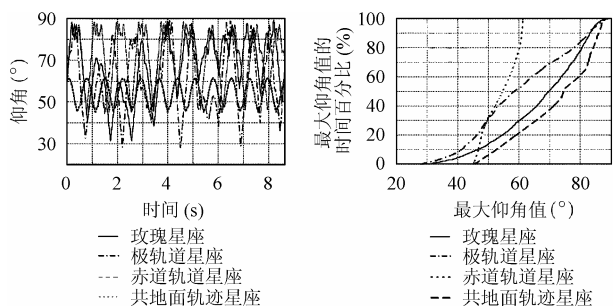 90
70
50
30
仰角 (°)
0
2
4
6
8
时间 (s)
玫瑰星座
极轨道星座
赤道轨道星座
共地面轨迹星座
100
80
60
40
20
0
最大仰角值的
时间百分比 (%)
20
40
60
80
最大仰角值 (°)
玫瑰星座
极轨道星座
赤道轨道星座
共地面轨迹星座